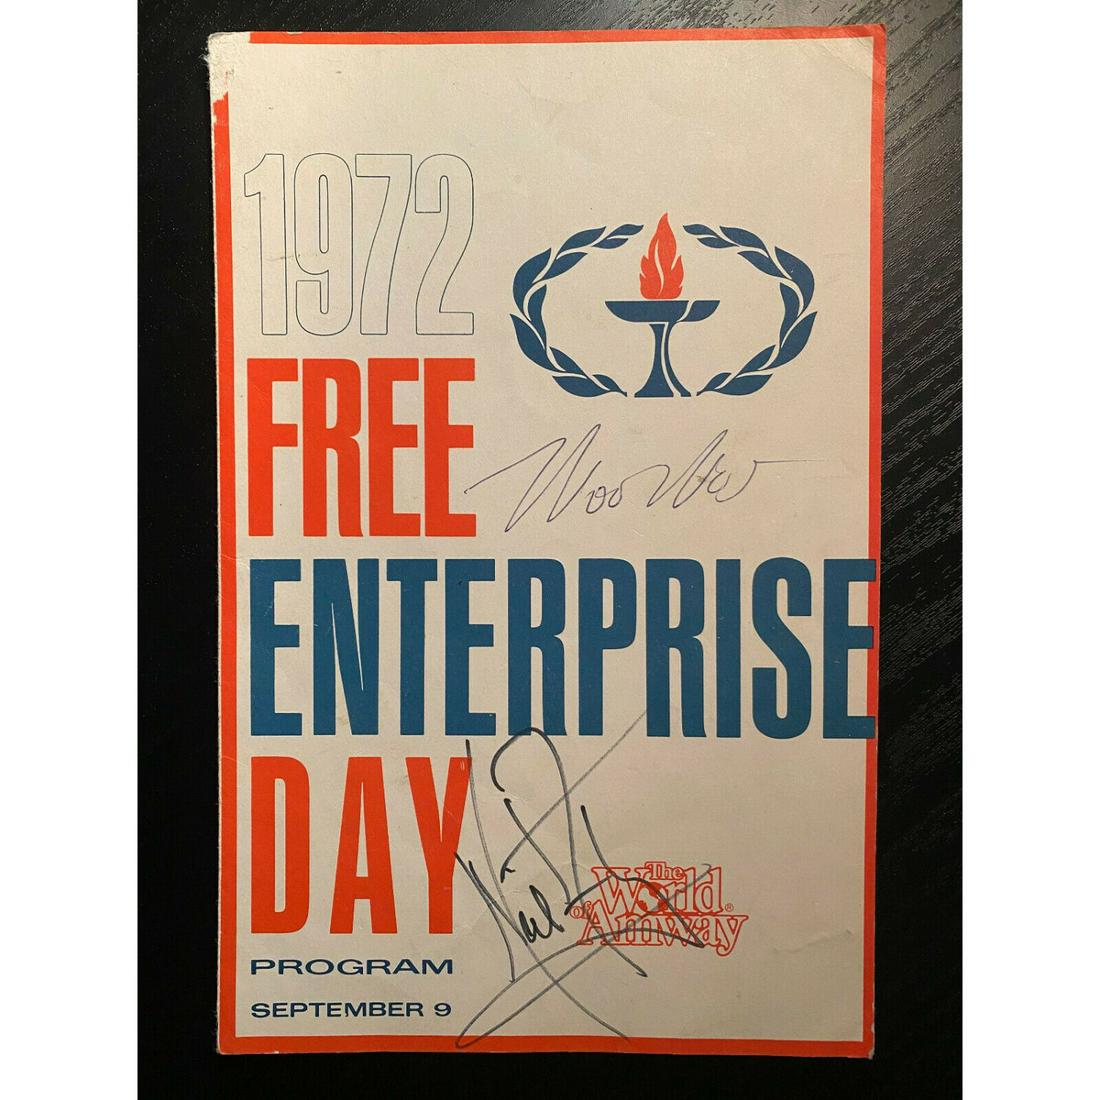 1972
FREE
ENTERPRISE
DAY
The
World
of Amway®
PROGRAM
SEPTEMBER 9